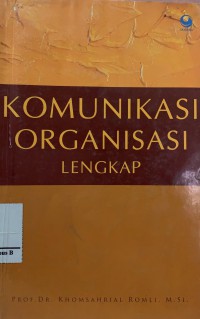 KOMUNIKASI
ORGANISASI
LENGKAP
PROF. DR. KHOMSAHRIAL ROMLI, M.SI.